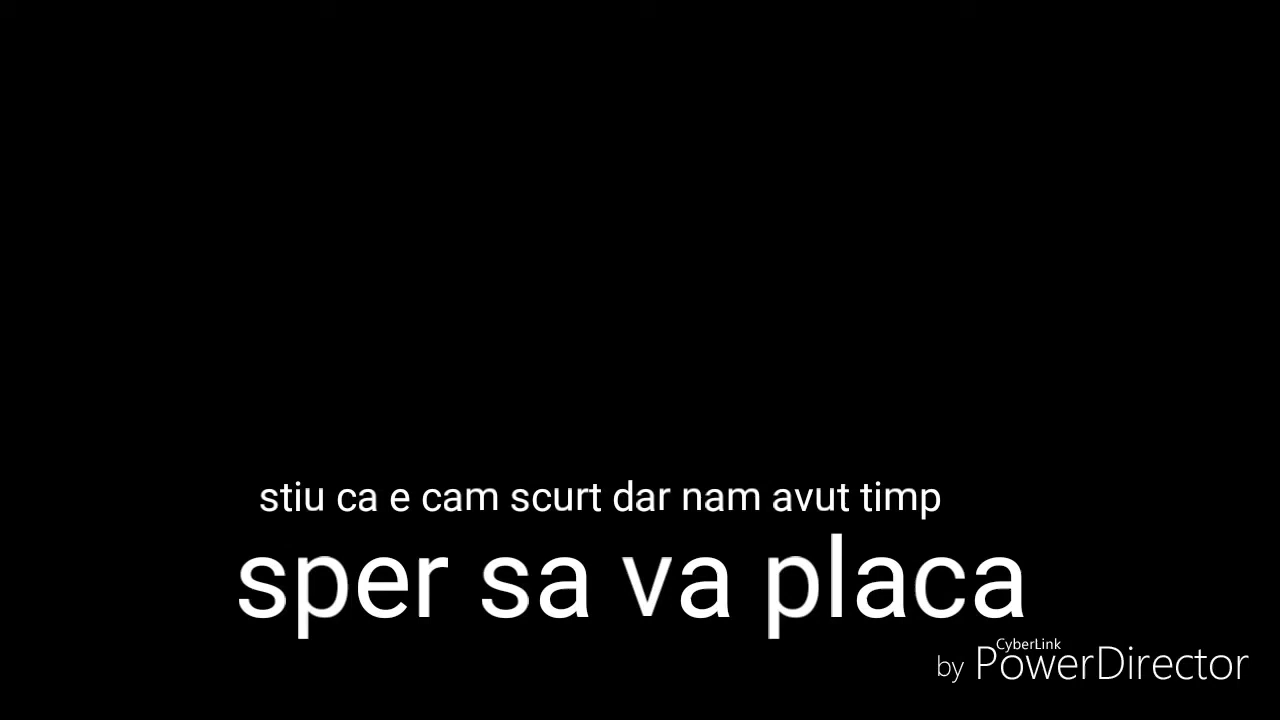 stiu ca e cam scurt dar nam avut timp
sper sa va placa
CyberLink
by PowerDirector